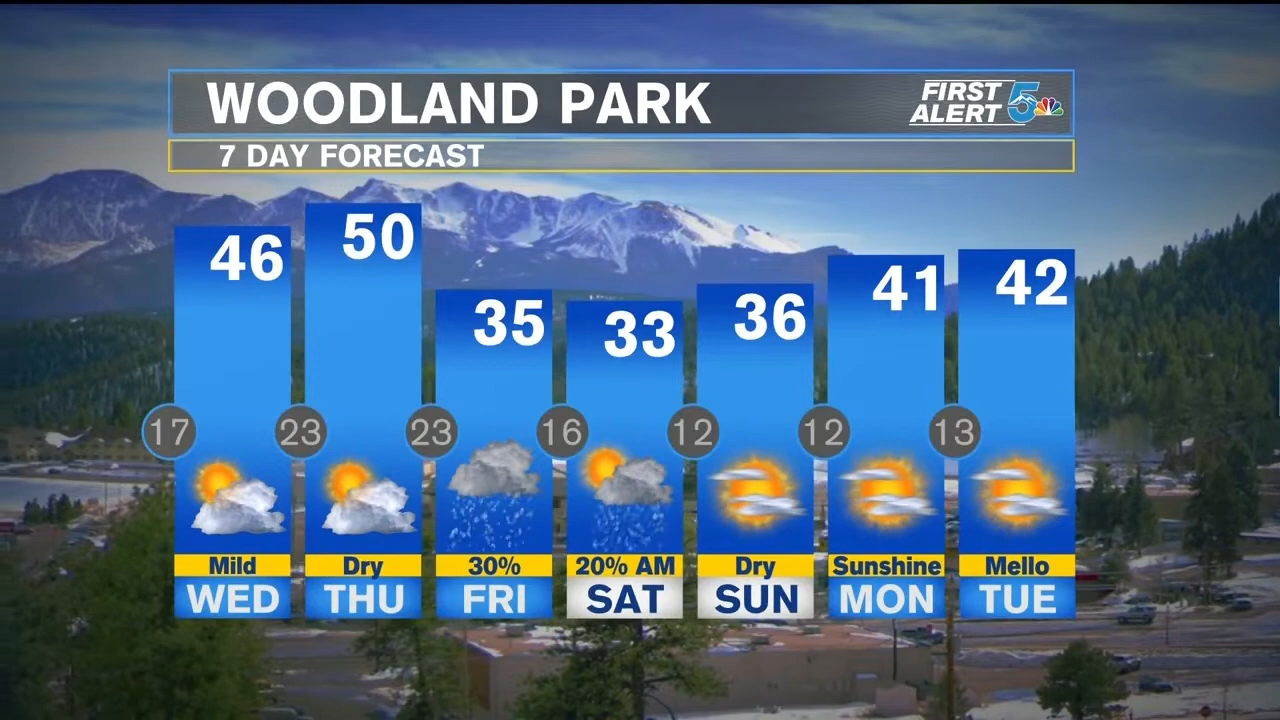 WOODLAND PARK
FIRST
ALERT 5
7 DAY FORECAST
46 50 35 33 36 41 42
17 23 23 16 12 12 13
Mild Dry 30% 20% AM Dry Sunshine Mello
WED THU FRI SAT SUN MON TUE